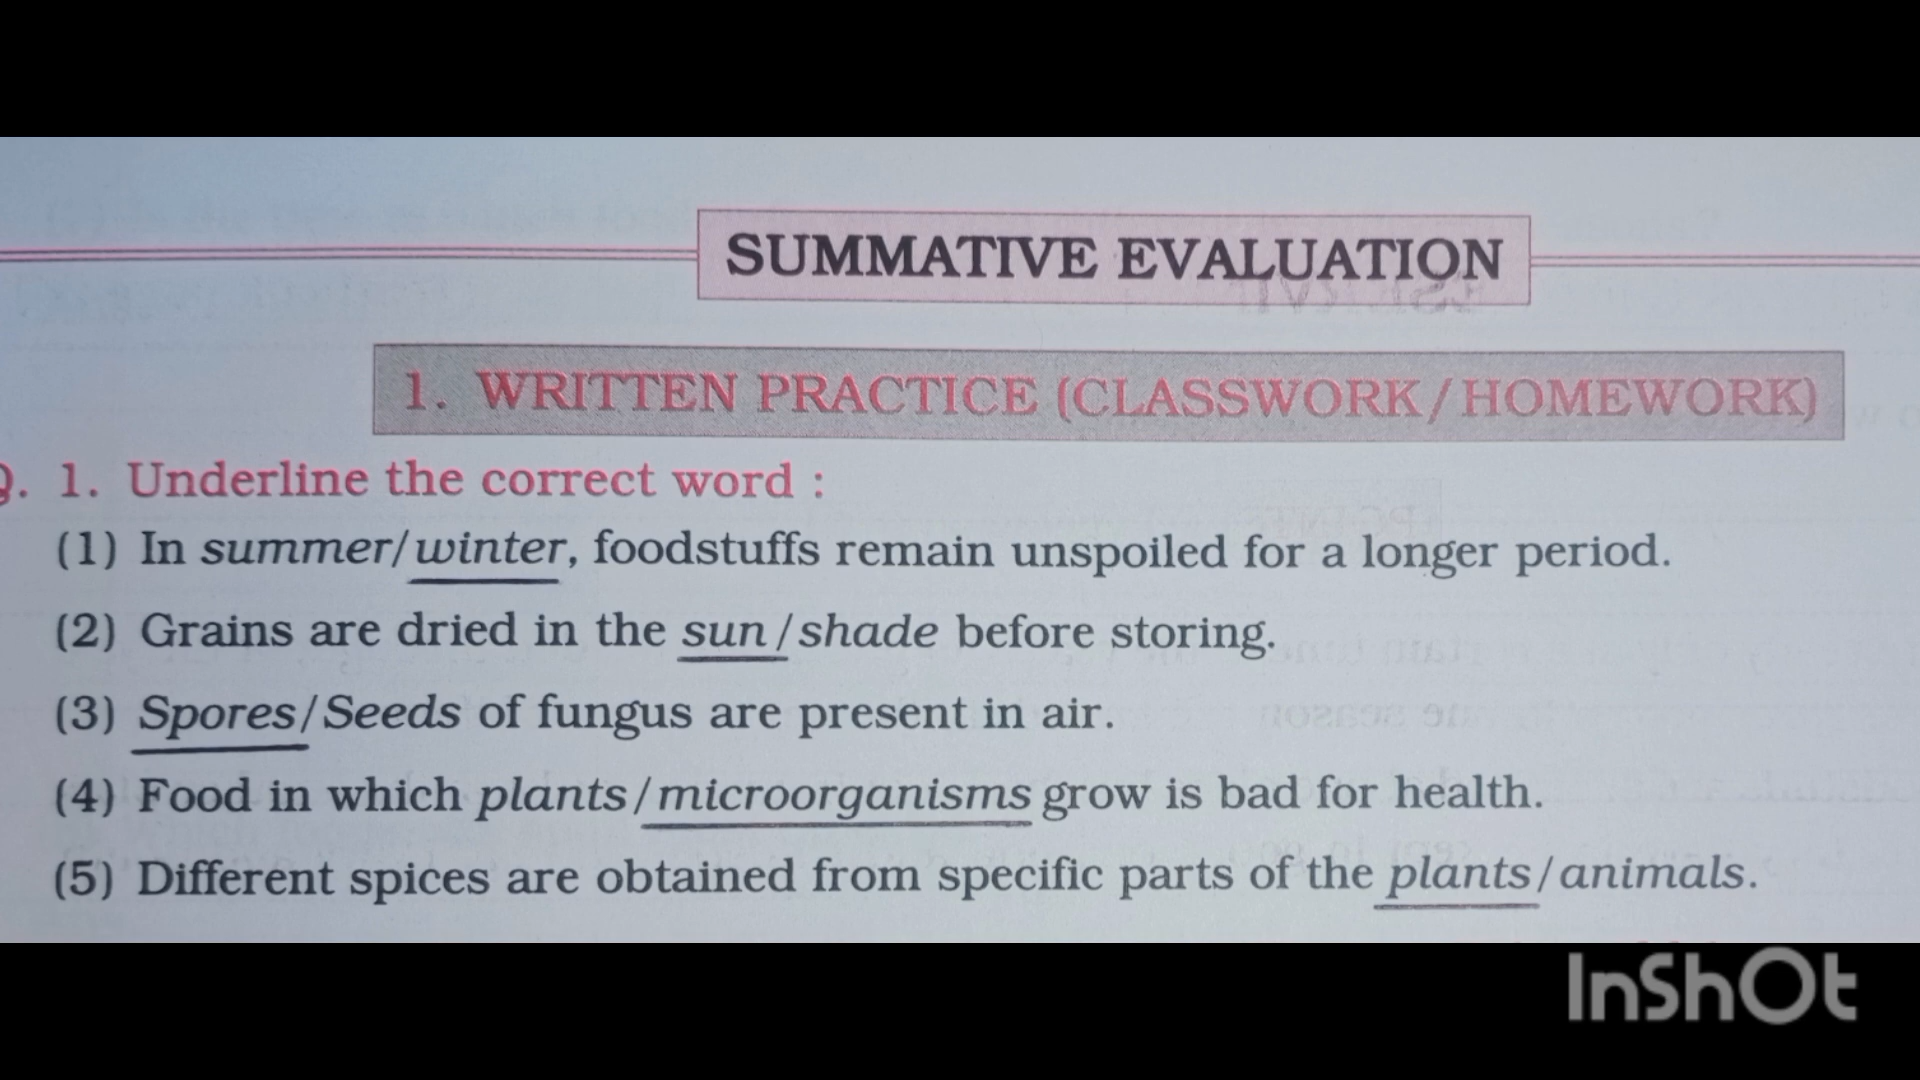 SUMMATIVE EVALUATION
1. WRITTEN PRACTICE (CLASSWORK/HOMEWORK)
Q. 1. Underline the correct word :
(1) In summer/winter, foodstuffs remain unspoiled for a longer period.
(2) Grains are dried in the sun/shade before storing.
(3) Spores/Seeds of fungus are present in air.
(4) Food in which plants/microorganisms grow is bad for health.
(5) Different spices are obtained from specific parts of the plants/animals.
InShOt